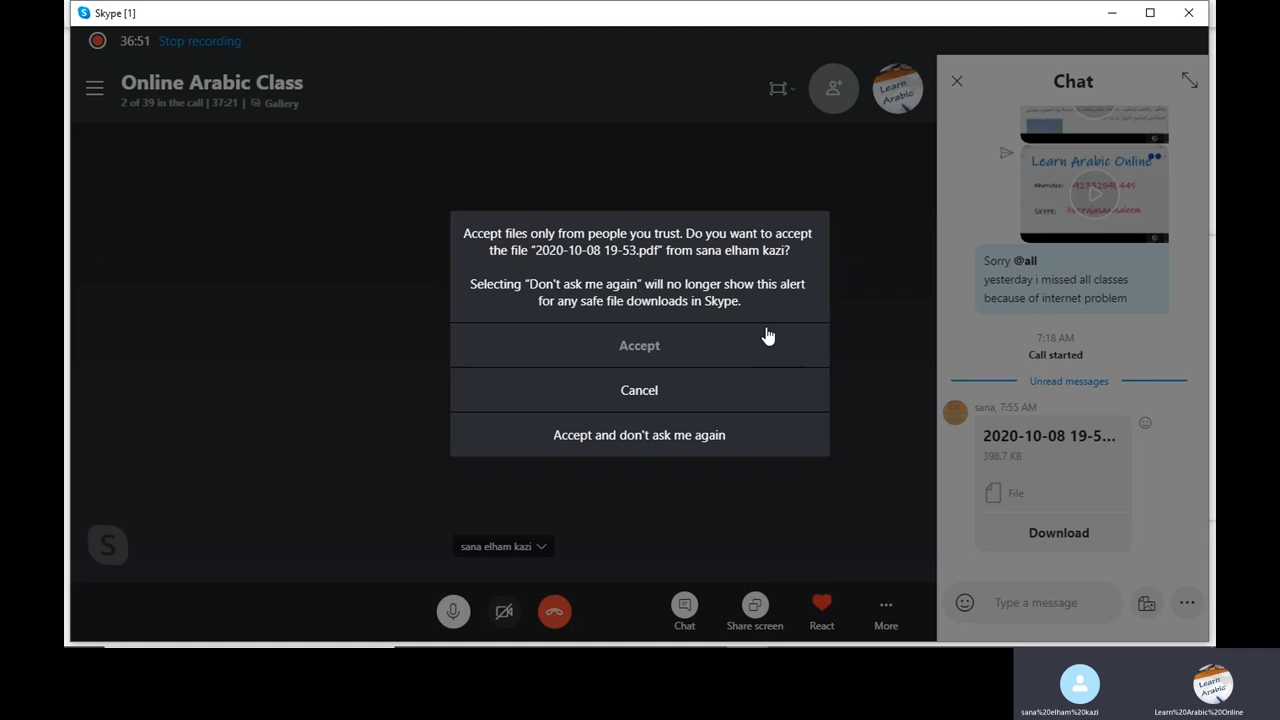 Skype [1]
36:51 Stop recording
Online Arabic Class
2 of 39 in the call | 37:21 | Gallery
Learn
Arabic
Chat
Learn Arabic Online
Sorry @all
yesterday i missed all classes
because of internet problem
7:18 AM
Call started
Unread messages
sana, 7:55 AM
2020-10-08 19-5...
398.7 KB
File
Download
Type a message
Accept files only from people you trust. Do you want to accept
the file "2020-10-08 19-53.pdf" from sana elham kazi?
Selecting "Don't ask me again" will no longer show this alert
for any safe file downloads in Skype.
Accept
Cancel
Accept and don't ask me again
S
sana elham kazi
Chat
Share screen
React
More
Learn
Arabic
sana%20elham%20kazi
Learn%20Arabic%20Online